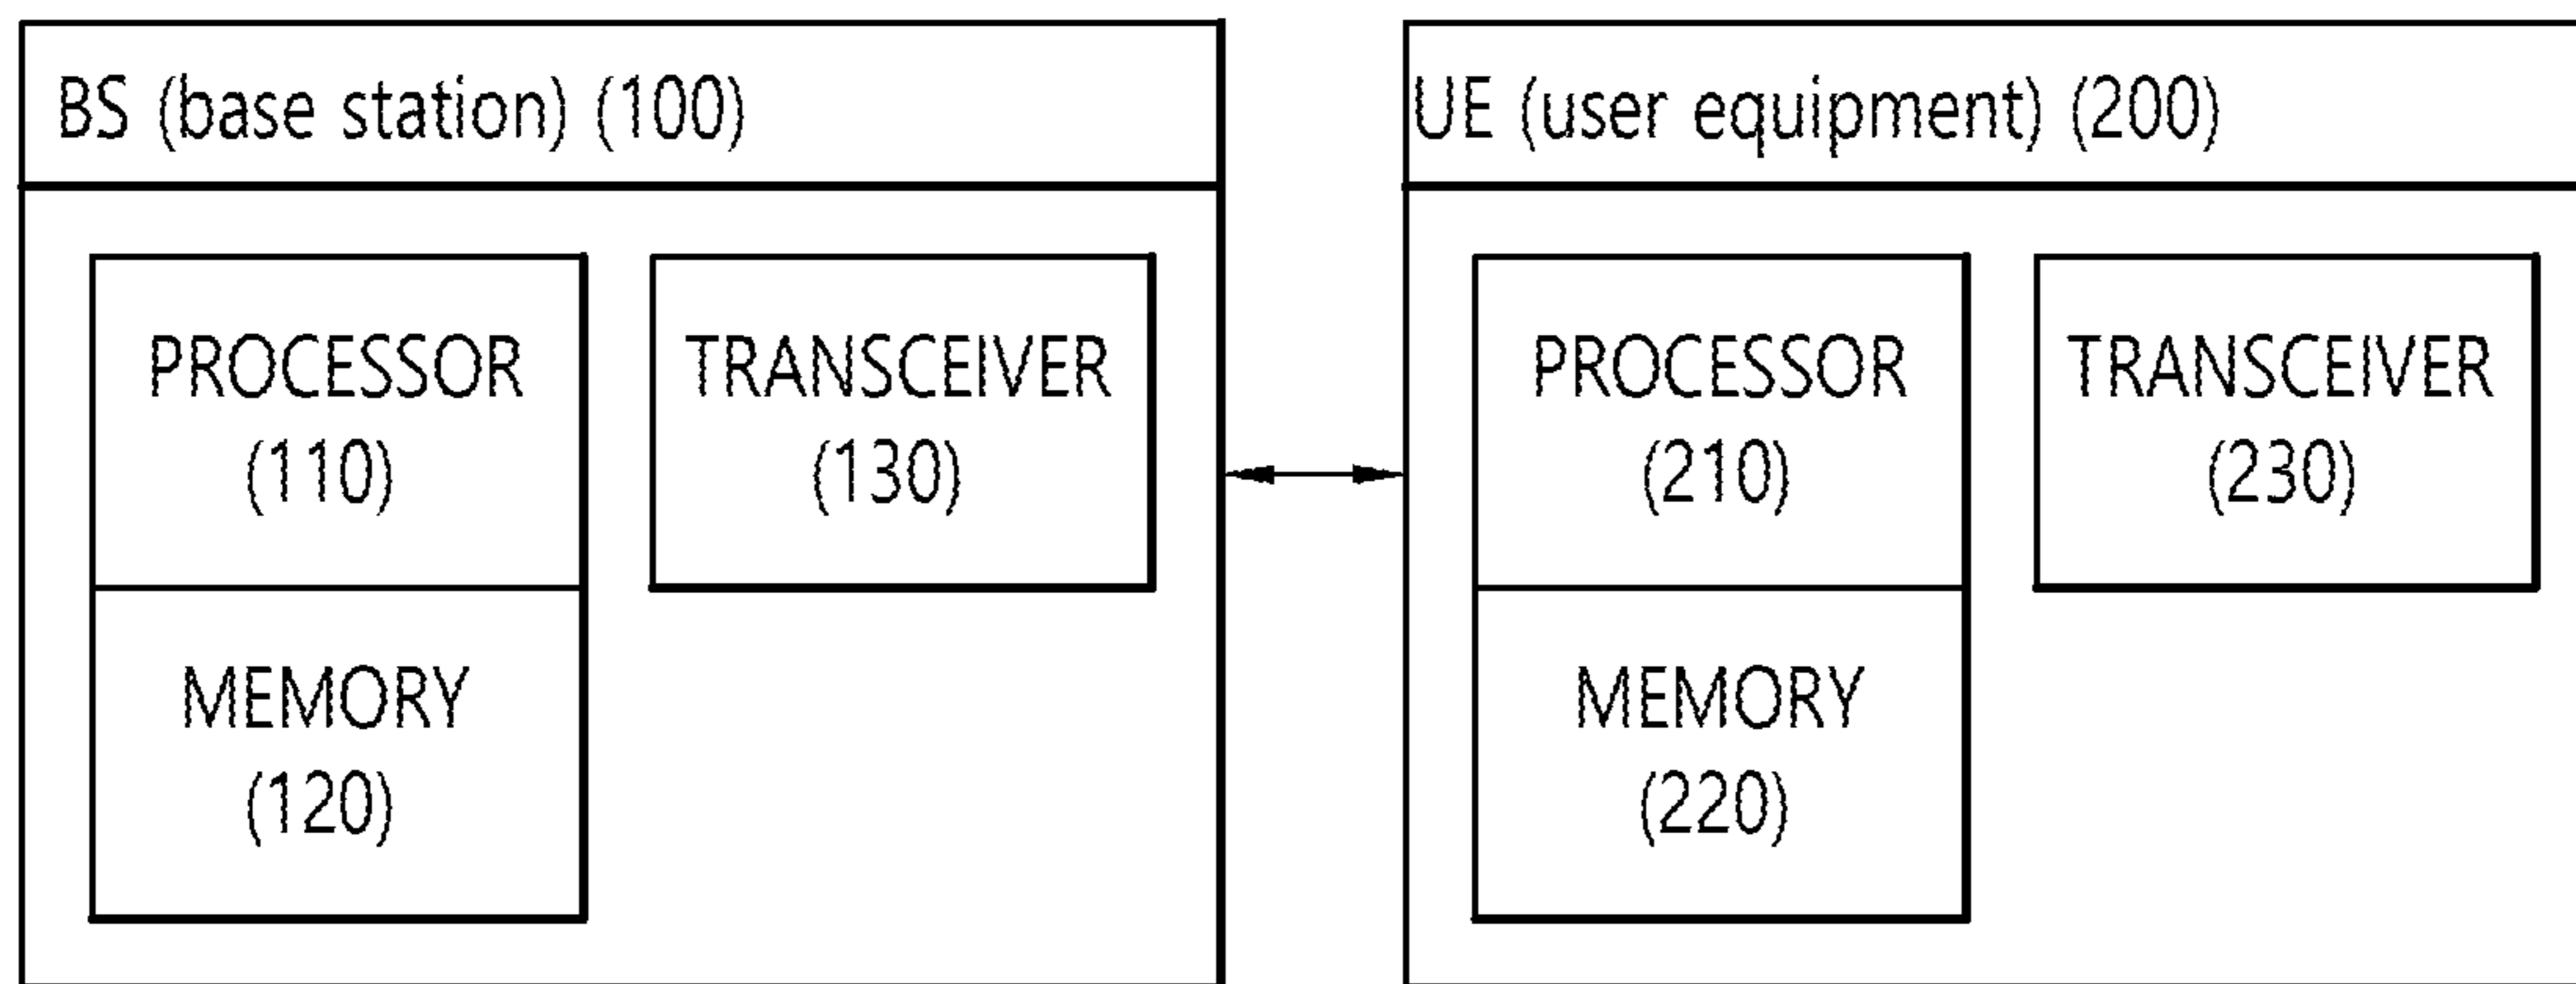 BS (base station) (100)
PROCESSOR
(110)
TRANSCEIVER
(130)
MEMORY
(120)
UE (user equipment) (200)
PROCESSOR
(210)
TRANSCEIVER
(230)
MEMORY
(220)